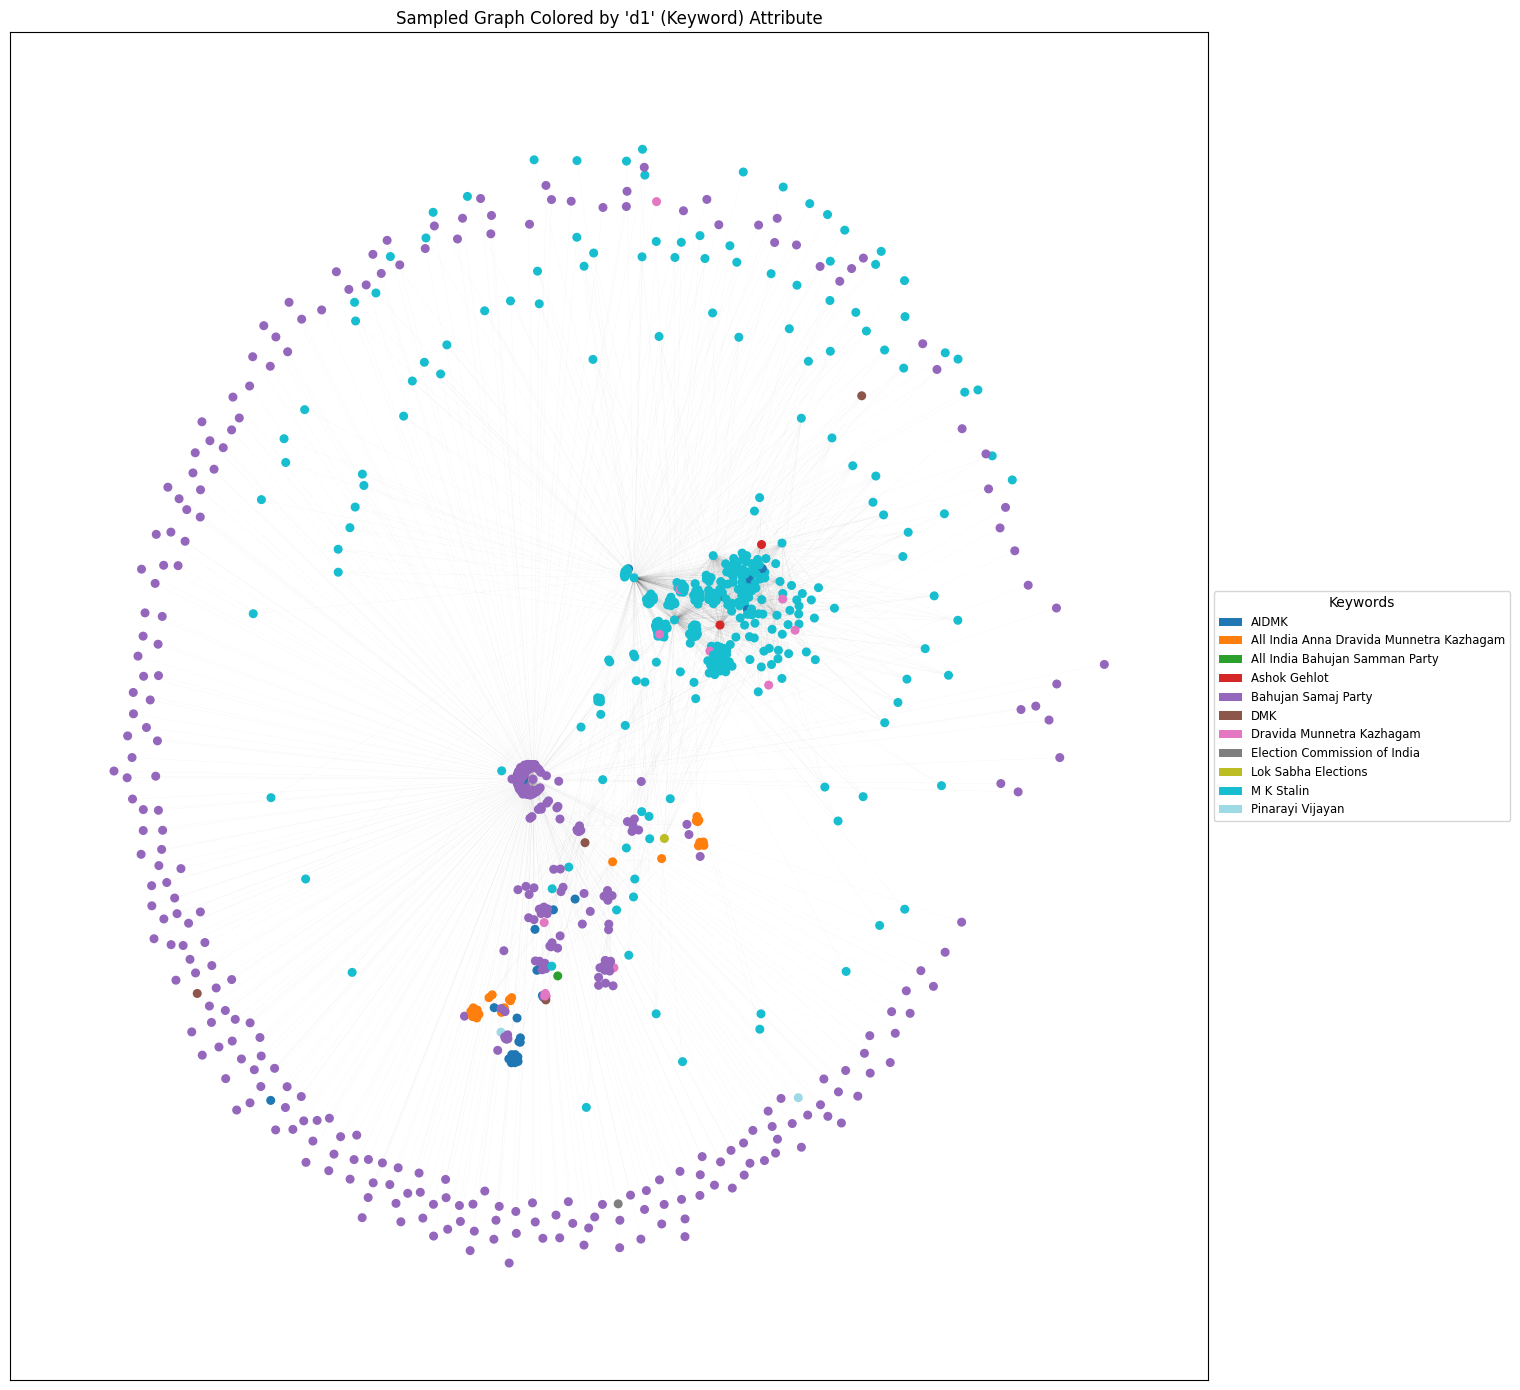 Sampled Graph Colored by 'd1' (Keyword) Attribute
Keywords
AIDMK
All India Anna Dravida Munnetra Kazhagam
All India Bahujan Samman Party
Ashok Gehlot
Bahujan Samaj Party
DMK
Dravida Munnetra Kazhagam
Election Commission of India
Lok Sabha Elections
M K Stalin
Pinarayi Vijayan